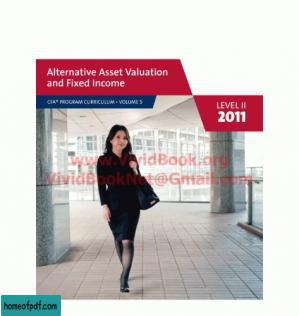 Alternative Asset Valuation
and Fixed Income
CFA® PROGRAM CURRICULUM • VOLUME 5
LEVEL II
2011
www.VividBook.org
VividBookNet@Gmail.com
homeofpdf.com